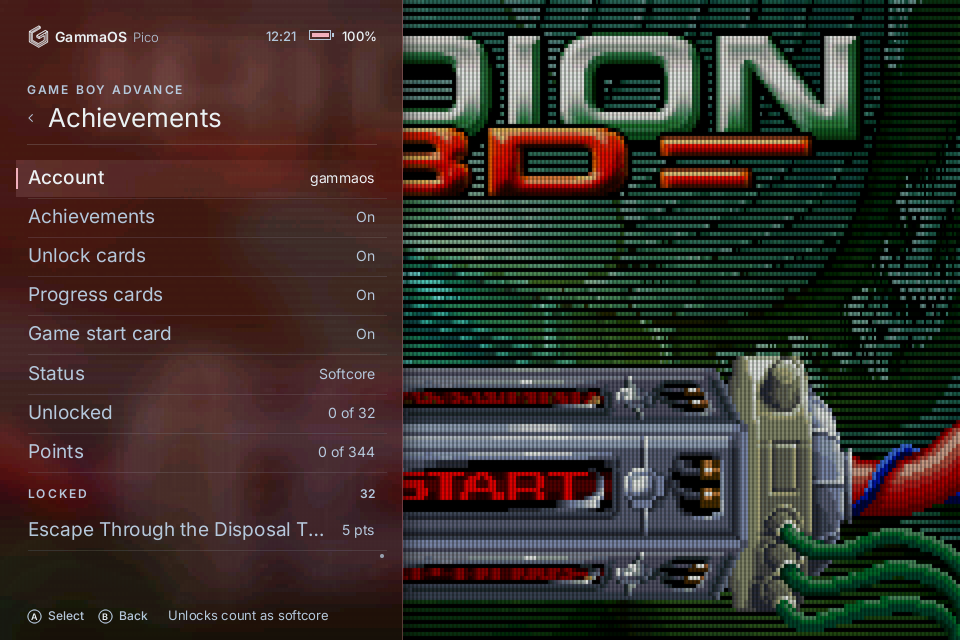 GammaOS Pico 12:21 100%
GAME BOY ADVANCE
Achievements
Account gammaos
Achievements On
Unlock cards On
Progress cards On
Game start card On
Status Softcore
Unlocked 0 of 32
Points 0 of 344
LOCKED 32
Escape Through the Disposal T... 5 pts
A Select B Back Unlocks count as softcore
DION
3D
START